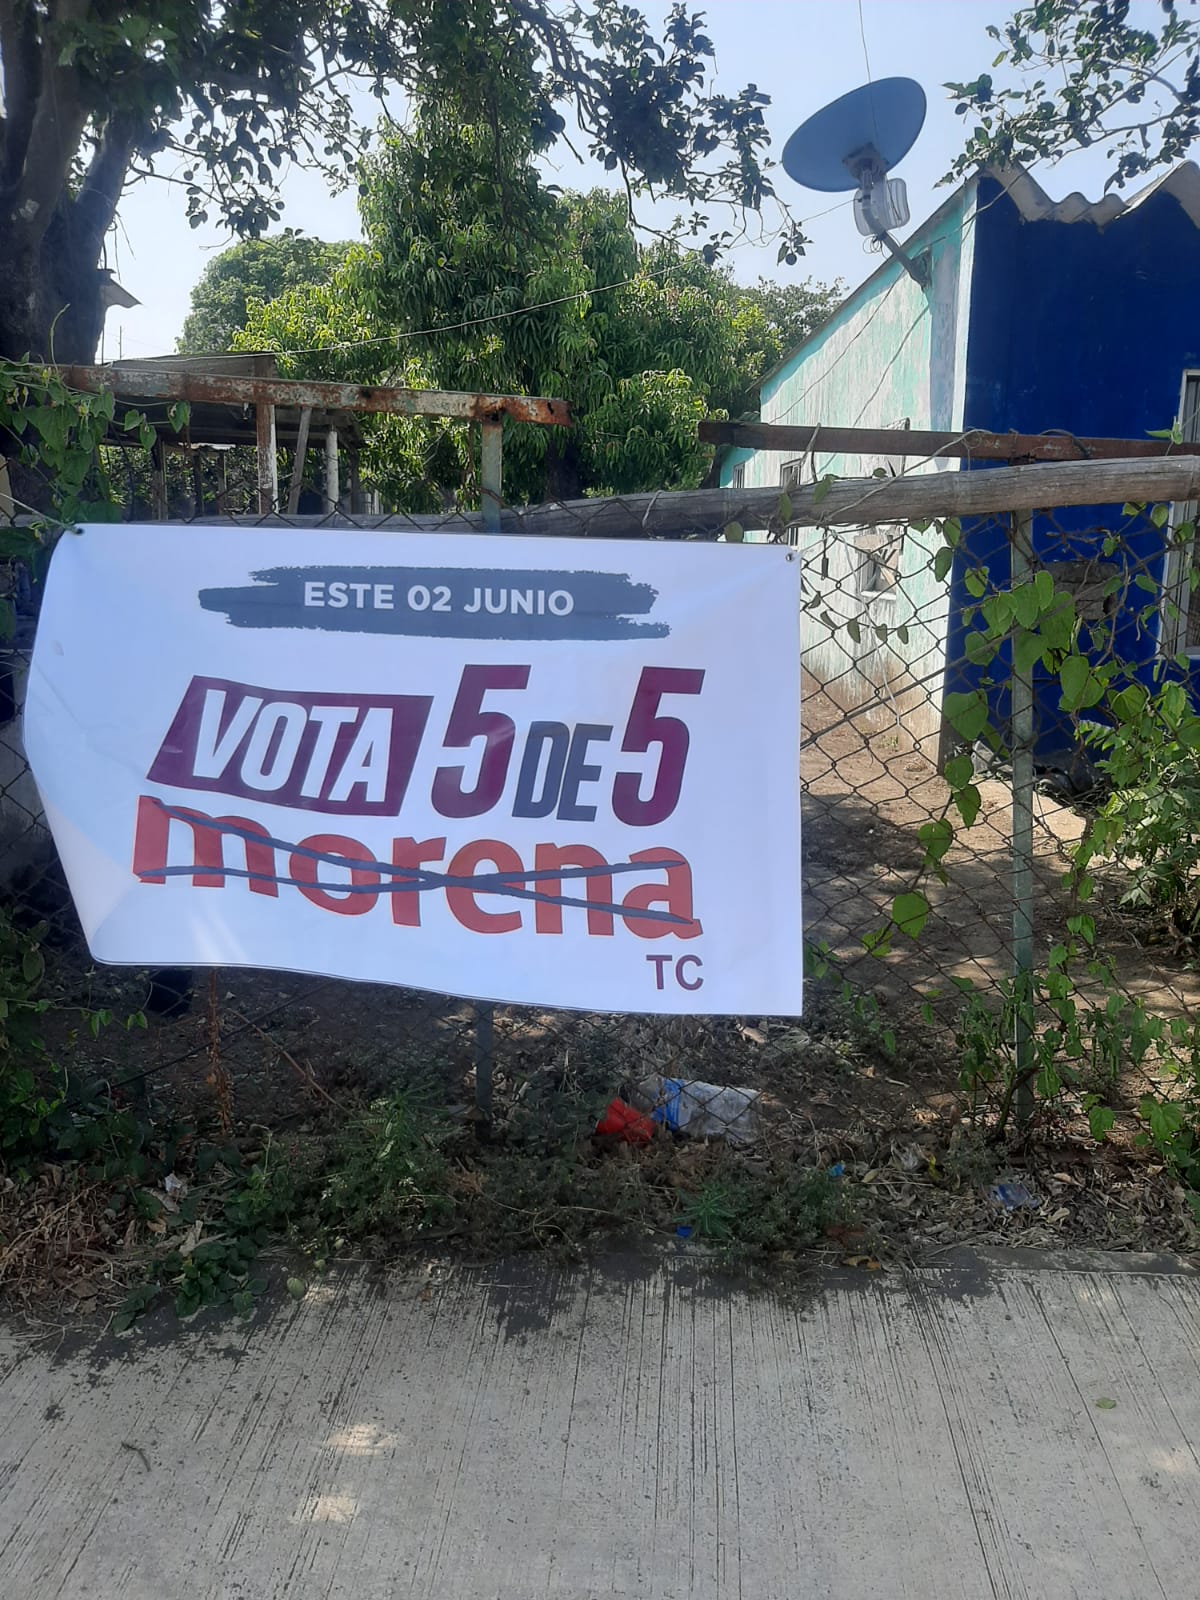 ESTE 02 JUNIO
VOTA 5 DE 5
morena
TC